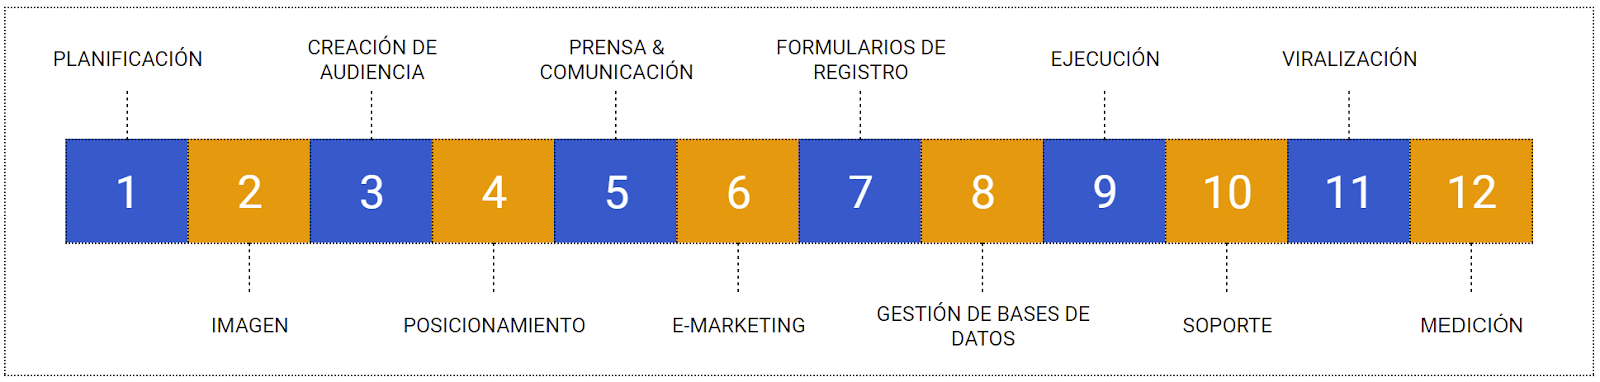 PLANIFICACIÓN
CREACIÓN DE
AUDIENCIA
PRENSA &
COMUNICACIÓN
FORMULARIOS DE
REGISTRO
EJECUCIÓN
VIRALIZACIÓN
1 2 3 4 5 6 7 8 9 10 11 12
IMAGEN
POSICIONAMIENTO
E-MARKETING
GESTIÓN DE BASES DE
DATOS
SOPORTE
MEDICIÓN